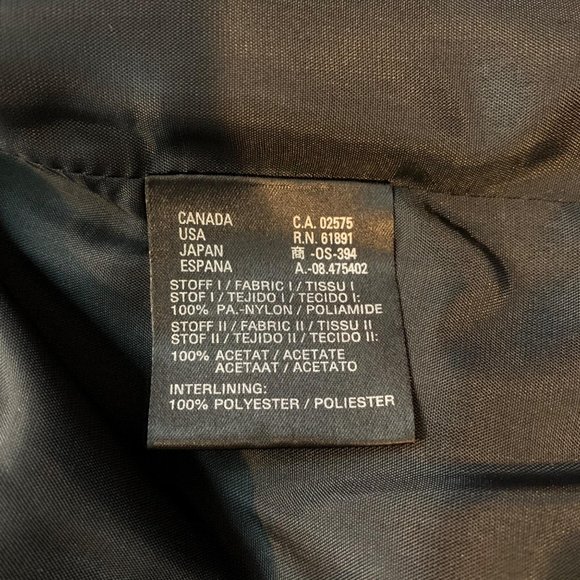 CANADA C.A. 02575
USA R.N. 61891
JAPAN 商 -OS-394
ESPANA A.-08.475402
STOFF I / FABRIC I / TISSU I
STOF I / TEJIDO I / TECIDO I:
100% PA.-NYLON / POLIAMIDE
STOFF II / FABRIC II / TISSU II
STOF II / TEJIDO II / TECIDO II:
100% ACETAT / ACETATE
ACETAAT / ACETATO
INTERLINING:
100% POLYESTER / POLIESTER